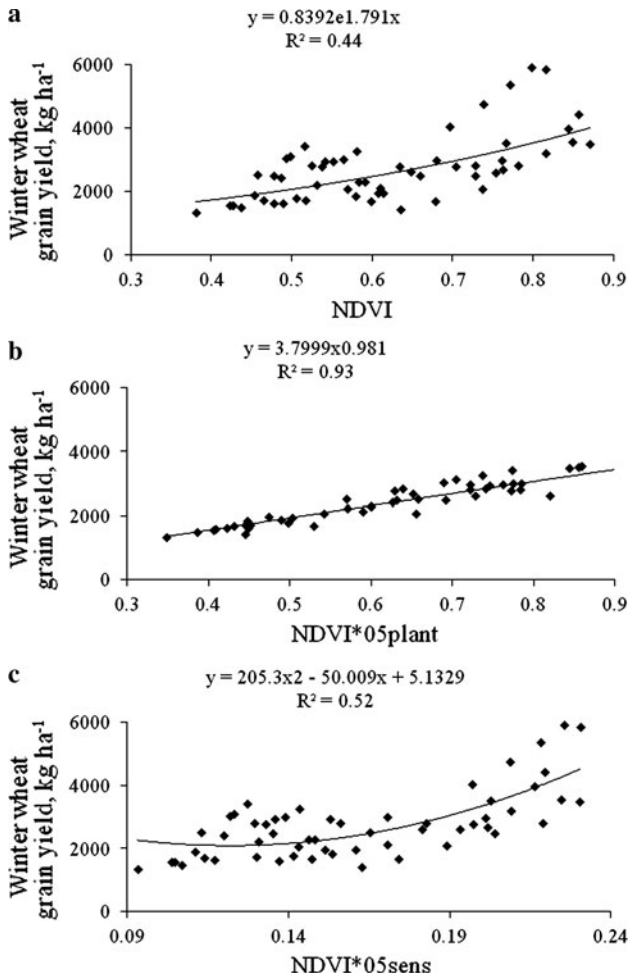 a
y = 0.8392e1.791x
R² = 0.44
Winter wheat
grain yield, kg ha⁻¹
6000
4000
2000
0
0.3 0.4 0.5 0.6 0.7 0.8 0.9
NDVI
b
y = 3.7999x0.981
R² = 0.93
Winter wheat
grain yield, kg ha⁻¹
6000
4000
2000
0
0.3 0.4 0.5 0.6 0.7 0.8 0.9
NDVI*05plant
c
y = 205.3x2 - 50.009x + 5.1329
R² = 0.52
Winter wheat
grain yield, kg ha⁻¹
6000
4000
2000
0
0.09 0.14 0.19 0.24
NDVI*05sens